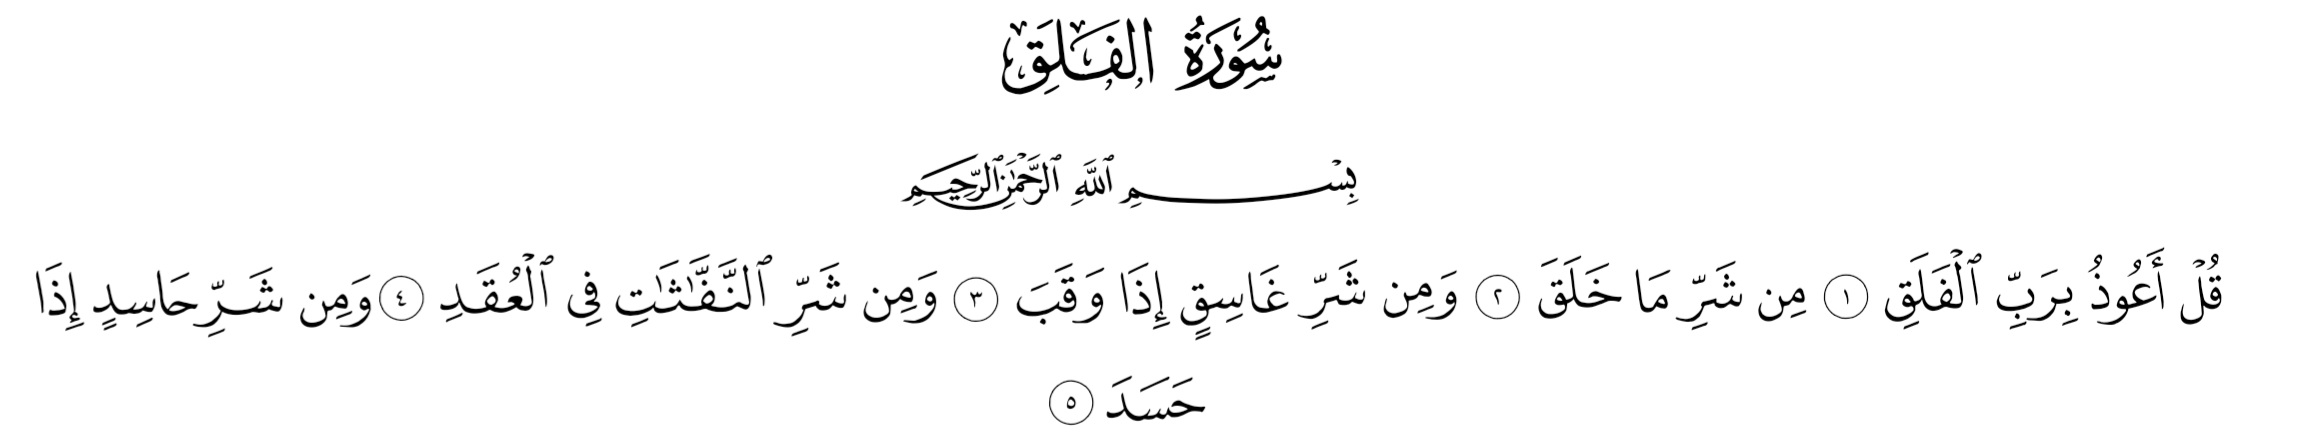 سُورَةُ الفَلَقِ
بِسْمِ ٱللَّهِ ٱلرَّحْمَٰنِ ٱلرَّحِيمِ
قُلْ أَعُوذُ بِرَبِّ ٱلْفَلَقِ ١ مِن شَرِّ مَا خَلَقَ ٢ وَمِن شَرِّ غَاسِقٍ إِذَا وَقَبَ ٣ وَمِن شَرِّ ٱلنَّفَّٰثَٰتِ فِي ٱلْعُقَدِ ٤ وَمِن شَرِّ حَاسِدٍ إِذَا
حَسَدَ ٥